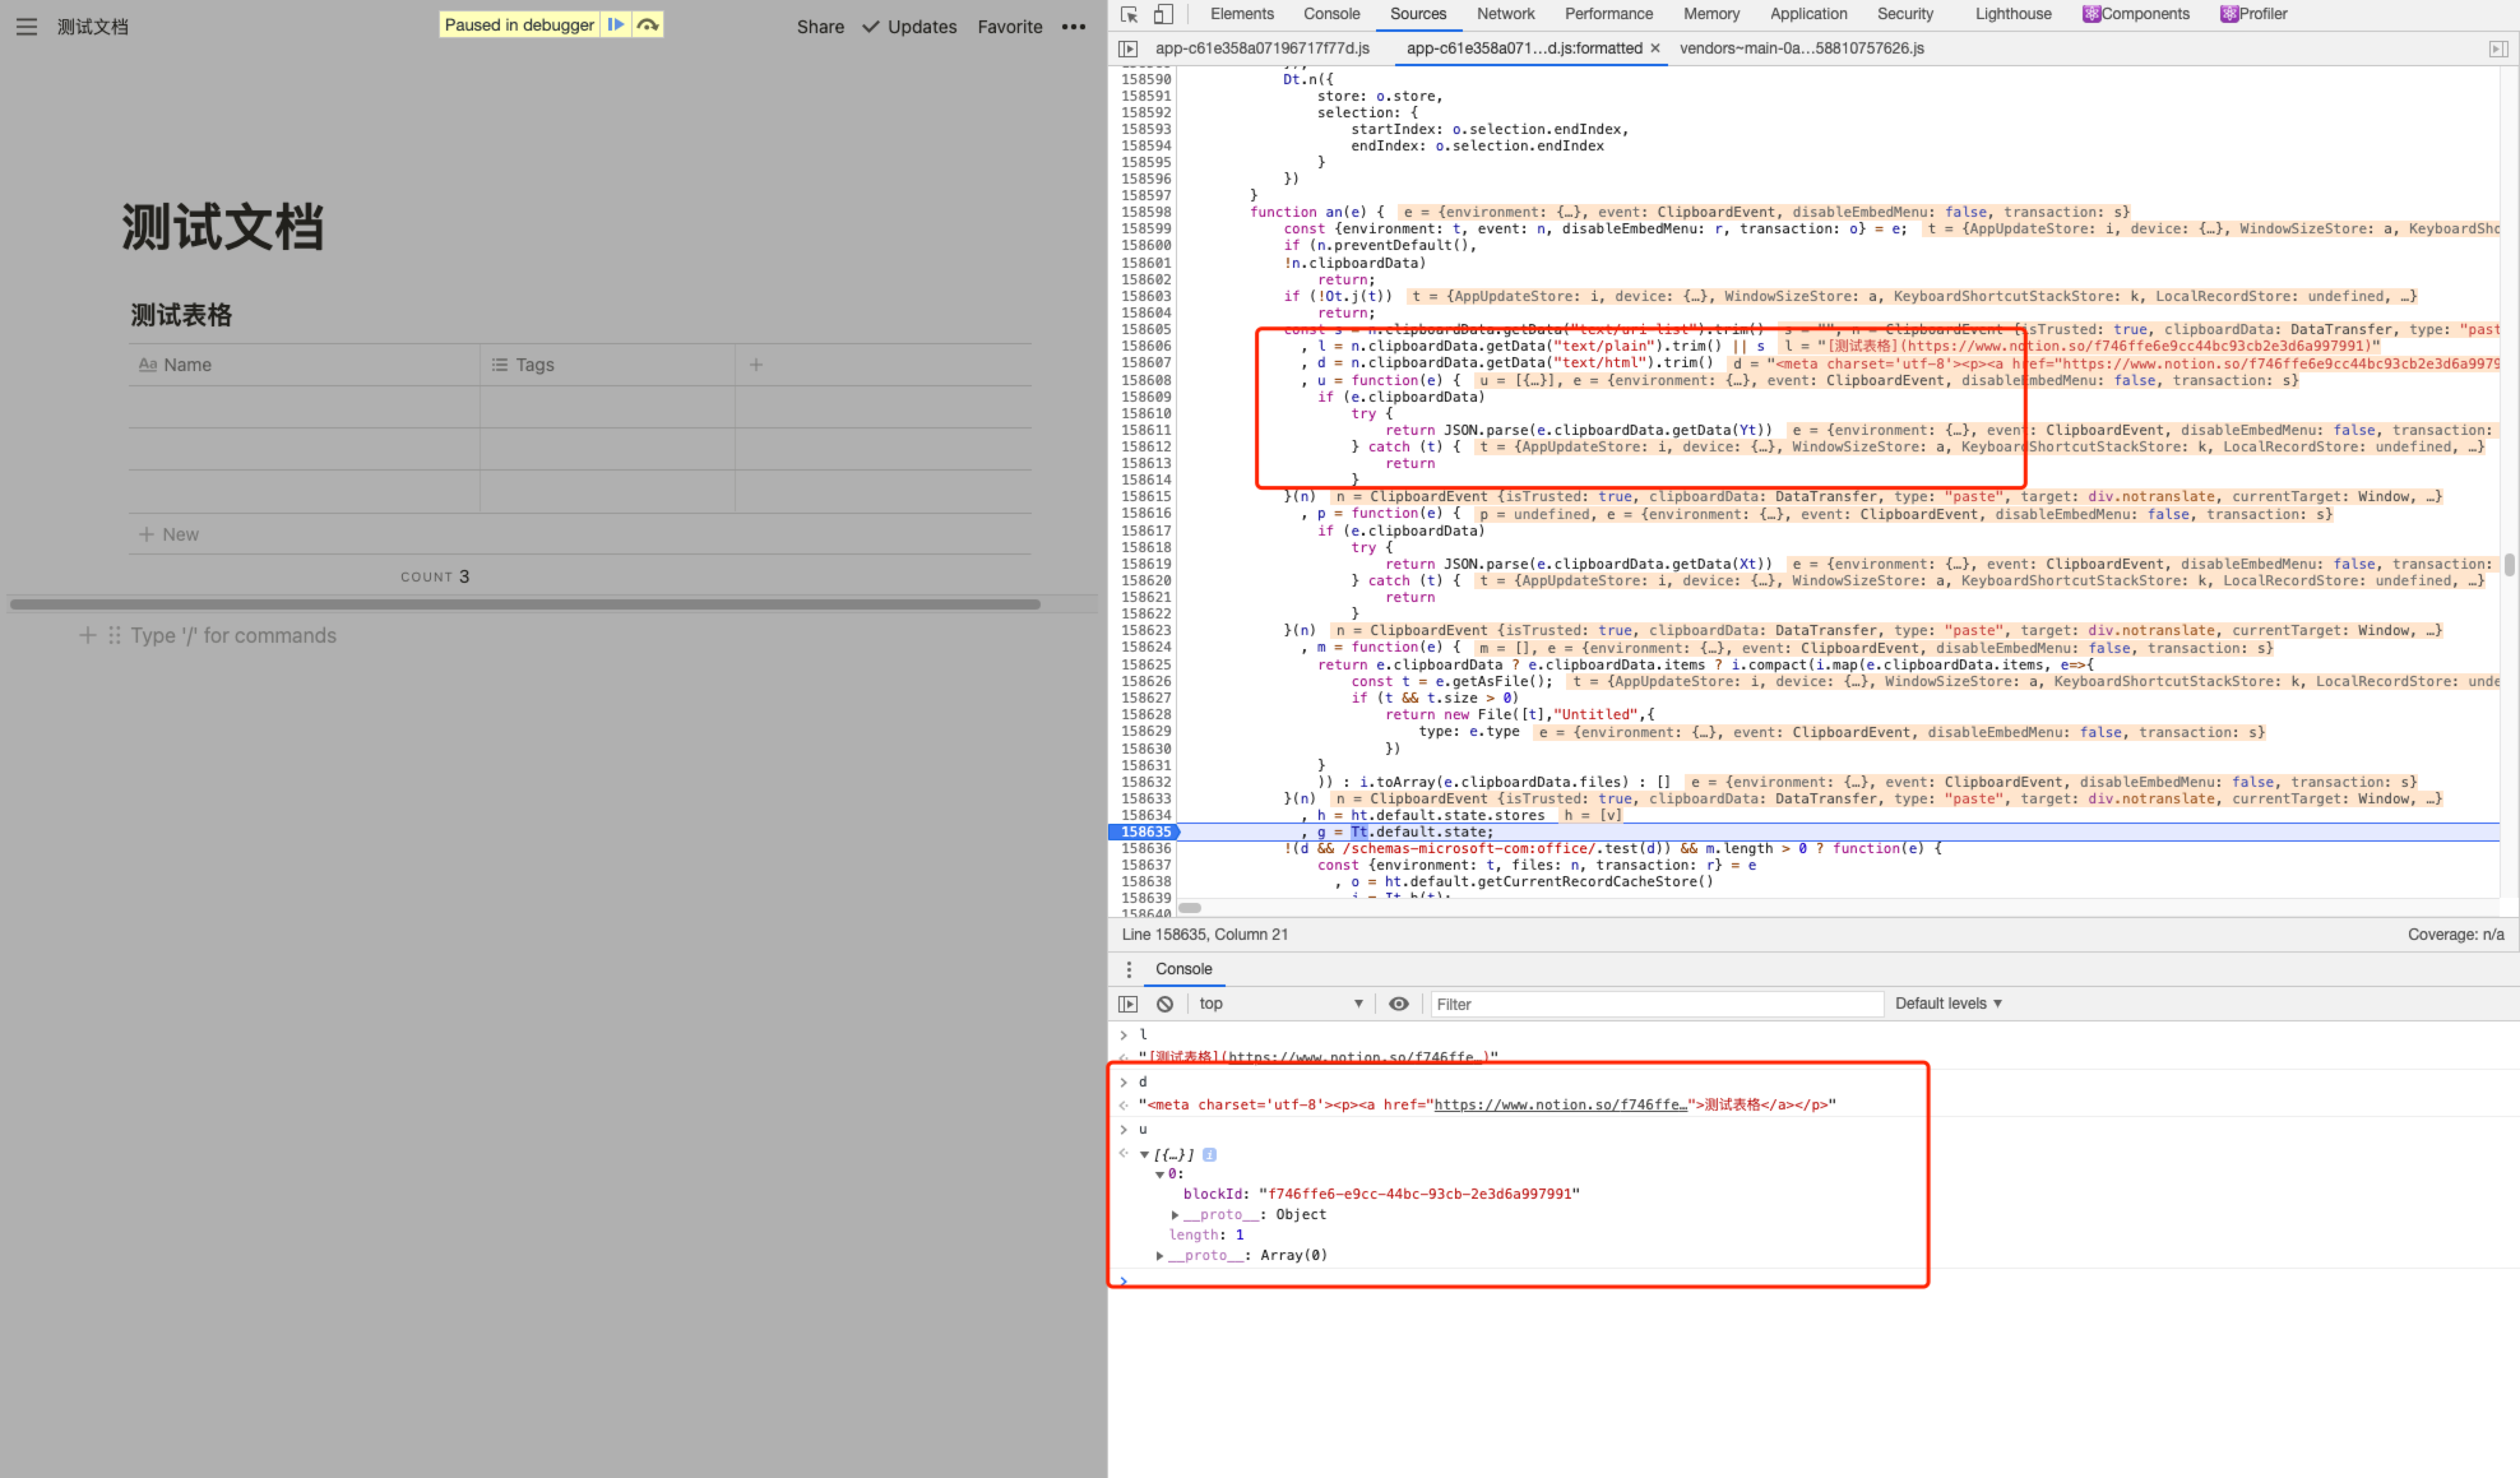 测试文档
Paused in debugger
Share
Updates
Favorite
•••
测试文档
测试表格
Aa Name
Tags
+ New
COUNT 3
Type '/' for commands
Elements Console Sources Network Performance Memory Application Security Lighthouse Components Profiler
app-c61e358a07196717f77d.js app-c61e358a071…d.js:formatted × vendors~main-0a…58810757626.js
158590 Dt.n({
158591 store: o.store,
158592 selection: {
158593 startIndex: o.selection.endIndex,
158594 endIndex: o.selection.endIndex
158595 }
158596 })
158597 }
158598 function an(e) { e = {environment: {…}, event: ClipboardEvent, disableEmbedMenu: false, transaction: s}
158599 const {environment: t, event: n, disableEmbedMenu: r, transaction: o} = e; t = {AppUpdateStore: i, device: {…}, WindowSizeStore: a, KeyboardSho
158600 if (n.preventDefault(),
158601 !n.clipboardData)
158602 return;
158603 if (!Ot.j(t)) t = {AppUpdateStore: i, device: {…}, WindowSizeStore: a, KeyboardShortcutStackStore: k, LocalRecordStore: undefined, …}
158604 return;
158605 const s = n.clipboardData.getData("text/uri-list").trim() s = "", n = ClipboardEvent {isTrusted: true, clipboardData: DataTransfer, type: "past
158606 , l = n.clipboardData.getData("text/plain").trim() || s l = "[测试表格](https://www.notion.so/f746ffe6e9cc44bc93cb2e3d6a997991)"
158607 , d = n.clipboardData.getData("text/html").trim() d = "<meta charset='utf-8'><p><a href="https://www.notion.so/f746ffe6e9cc44bc93cb2e3d6a9979
158608 , u = function(e) { u = [{…}], e = {environment: {…}, event: ClipboardEvent, disableEmbedMenu: false, transaction: s}
158609 if (e.clipboardData)
158610 try {
158611 return JSON.parse(e.clipboardData.getData(Yt)) e = {environment: {…}, event: ClipboardEvent, disableEmbedMenu: false, transaction:
158612 } catch (t) { t = {AppUpdateStore: i, device: {…}, WindowSizeStore: a, KeyboardShortcutStackStore: k, LocalRecordStore: undefined, …}
158613 return
158614 }
158615 }(n) n = ClipboardEvent {isTrusted: true, clipboardData: DataTransfer, type: "paste", target: div.notranslate, currentTarget: Window, …}
158616 , p = function(e) { p = undefined, e = {environment: {…}, event: ClipboardEvent, disableEmbedMenu: false, transaction: s}
158617 if (e.clipboardData)
158618 try {
158619 return JSON.parse(e.clipboardData.getData(Xt)) e = {environment: {…}, event: ClipboardEvent, disableEmbedMenu: false, transaction:
158620 } catch (t) { t = {AppUpdateStore: i, device: {…}, WindowSizeStore: a, KeyboardShortcutStackStore: k, LocalRecordStore: undefined, …}
158621 return
158622 }
158623 }(n) n = ClipboardEvent {isTrusted: true, clipboardData: DataTransfer, type: "paste", target: div.notranslate, currentTarget: Window, …}
158624 , m = function(e) { m = [], e = {environment: {…}, event: ClipboardEvent, disableEmbedMenu: false, transaction: s}
158625 return e.clipboardData ? e.clipboardData.items ? i.compact(i.map(e.clipboardData.items, e=>{
158626 const t = e.getAsFile(); t = {AppUpdateStore: i, device: {…}, WindowSizeStore: a, KeyboardShortcutStackStore: k, LocalRecordStore: unde
158627 if (t && t.size > 0)
158628 return new File([t],"Untitled",{
158629 type: e.type e = {environment: {…}, event: ClipboardEvent, disableEmbedMenu: false, transaction: s}
158630 })
158631 }
158632 )) : i.toArray(e.clipboardData.files) : [] e = {environment: {…}, event: ClipboardEvent, disableEmbedMenu: false, transaction: s}
158633 }(n) n = ClipboardEvent {isTrusted: true, clipboardData: DataTransfer, type: "paste", target: div.notranslate, currentTarget: Window, …}
158634 , h = ht.default.state.stores h = [v]
158635 , g = Tt.default.state;
158636 !(d && /schemas-microsoft-com:office/.test(d)) && m.length > 0 ? function(e) {
158637 const {environment: t, files: n, transaction: r} = e
158638 , o = ht.default.getCurrentRecordCacheStore()
158639
158640
Line 158635, Column 21
Coverage: n/a
Console
top
Filter
Default levels ▼
> l
"[测试表格](https://www.notion.so/f746ffe…)"
> d
"<meta charset='utf-8'><p><a href="https://www.notion.so/f746ffe…">测试表格</a></p>"
> u
[{…}] i
0:
blockId: "f746ffe6-e9cc-44bc-93cb-2e3d6a997991"
__proto__: Object
length: 1
__proto__: Array(0)
>